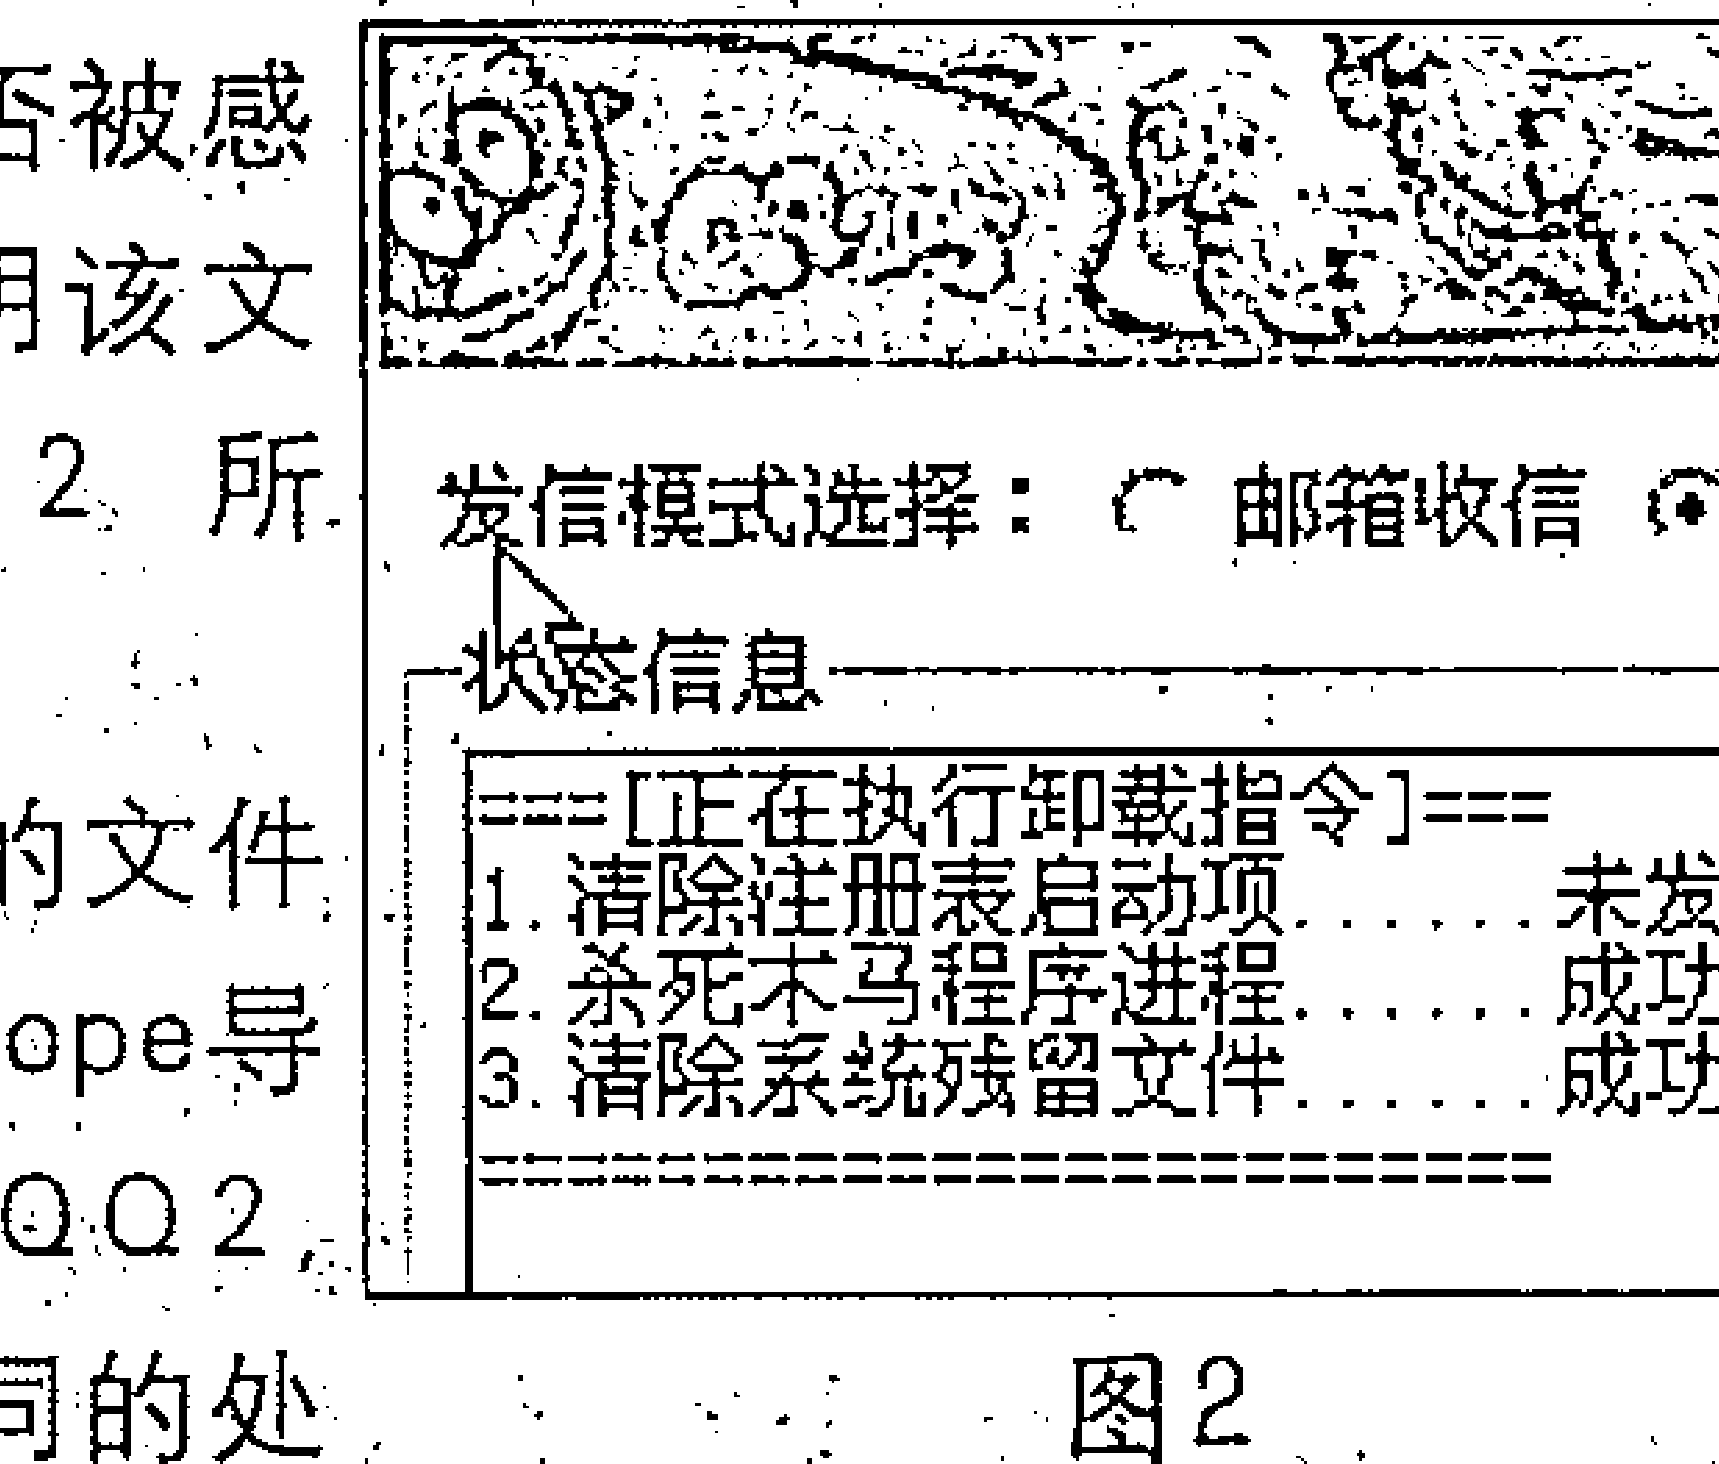 否被感
用该文
2 所
的文件
ope导
QQ2
同的处
发信模式选择： 邮箱收信
状态信息
===[正在执行卸载指令]===
1.清除注册表启动项......未发
2.杀死木马程序进程......成功
3.清除系统残留文件......成功
========================
图2